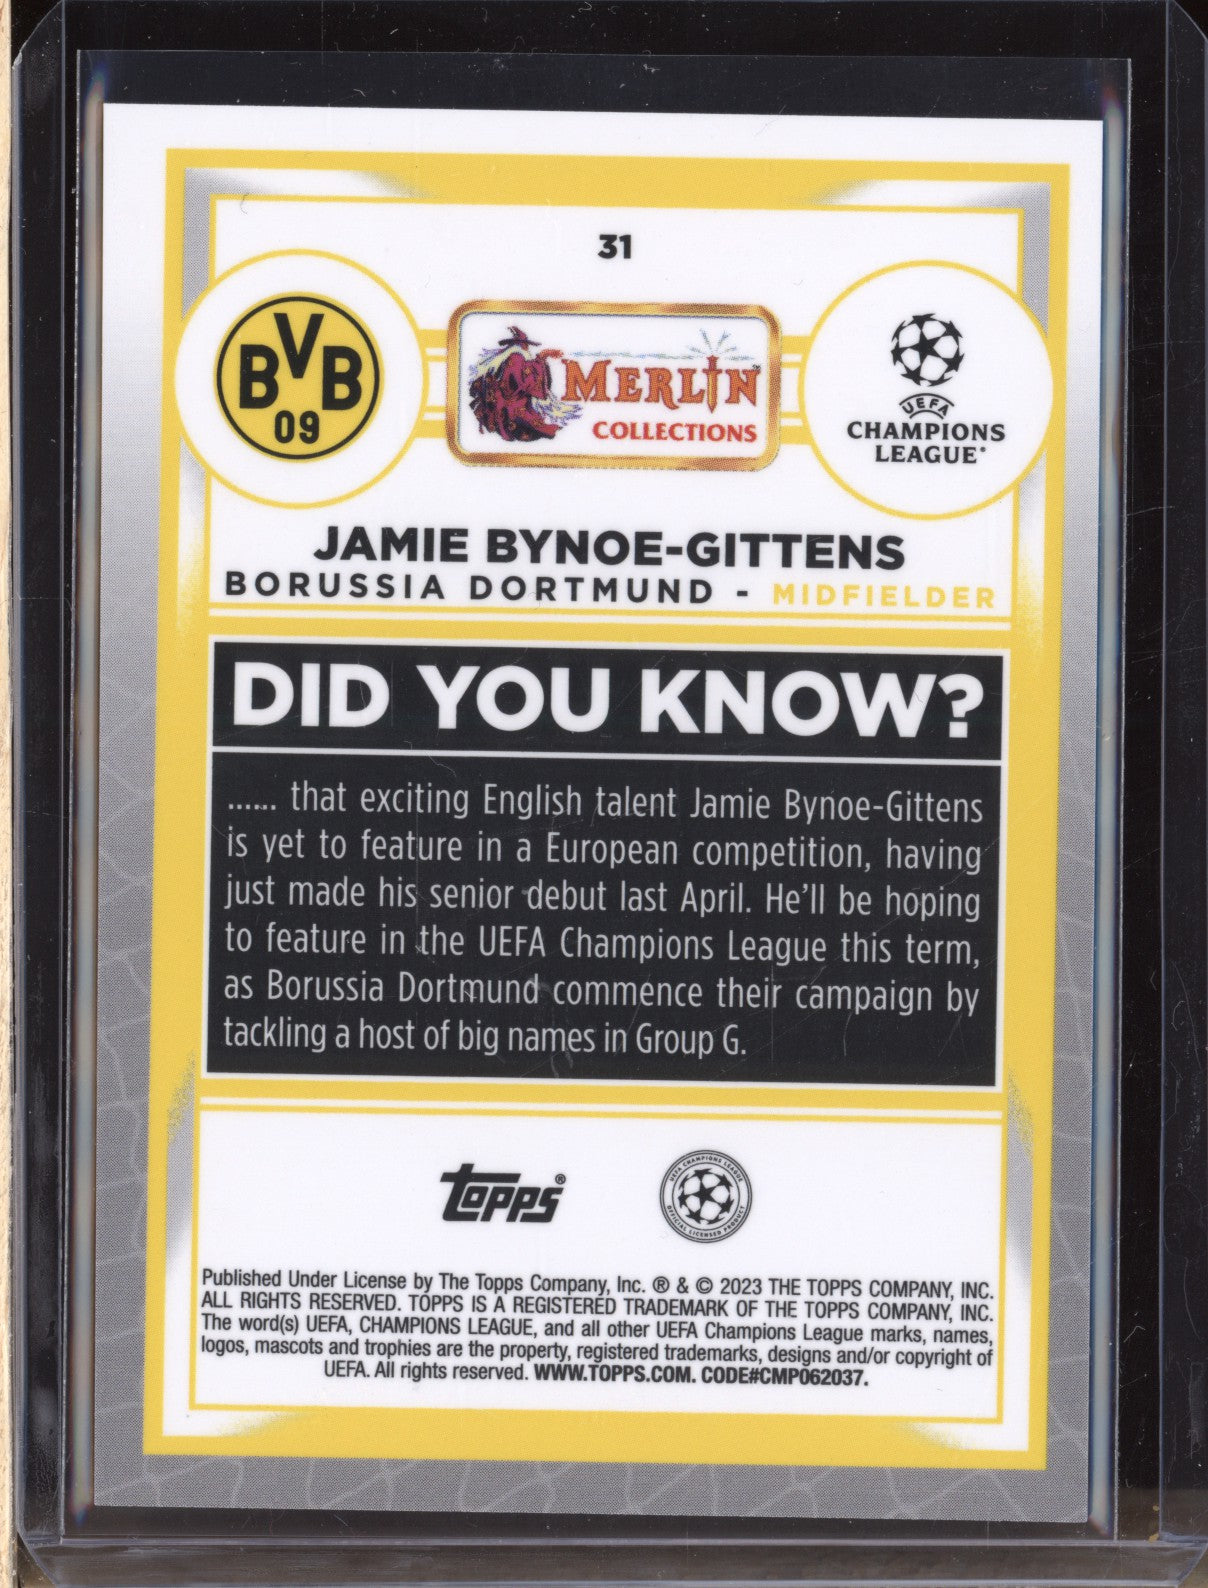 31
BVB
09
MERLIN
COLLECTIONS
UEFA
CHAMPIONS
LEAGUE®
JAMIE BYNOE-GITTENS
BORUSSIA DORTMUND - MIDFIELDER
DID YOU KNOW?
...... that exciting English talent Jamie Bynoe-Gittens
is yet to feature in a European competition, having
just made his senior debut last April. He’ll be hoping
to feature in the UEFA Champions League this term,
as Borussia Dortmund commence their campaign by
tackling a host of big names in Group G.
topps®
UEFA CHAMPIONS LEAGUE
OFFICIAL LICENSED PRODUCT
Published Under License by The Topps Company, Inc. ® & © 2023 THE TOPPS COMPANY, INC.
ALL RIGHTS RESERVED. TOPPS IS A REGISTERED TRADEMARK OF THE TOPPS COMPANY, INC.
The word(s) UEFA, CHAMPIONS LEAGUE, and all other UEFA Champions League marks, names,
logos, mascots and trophies are the property, registered trademarks, designs and/or copyright of
UEFA. All rights reserved. WWW.TOPPS.COM. CODE#CMP062037.